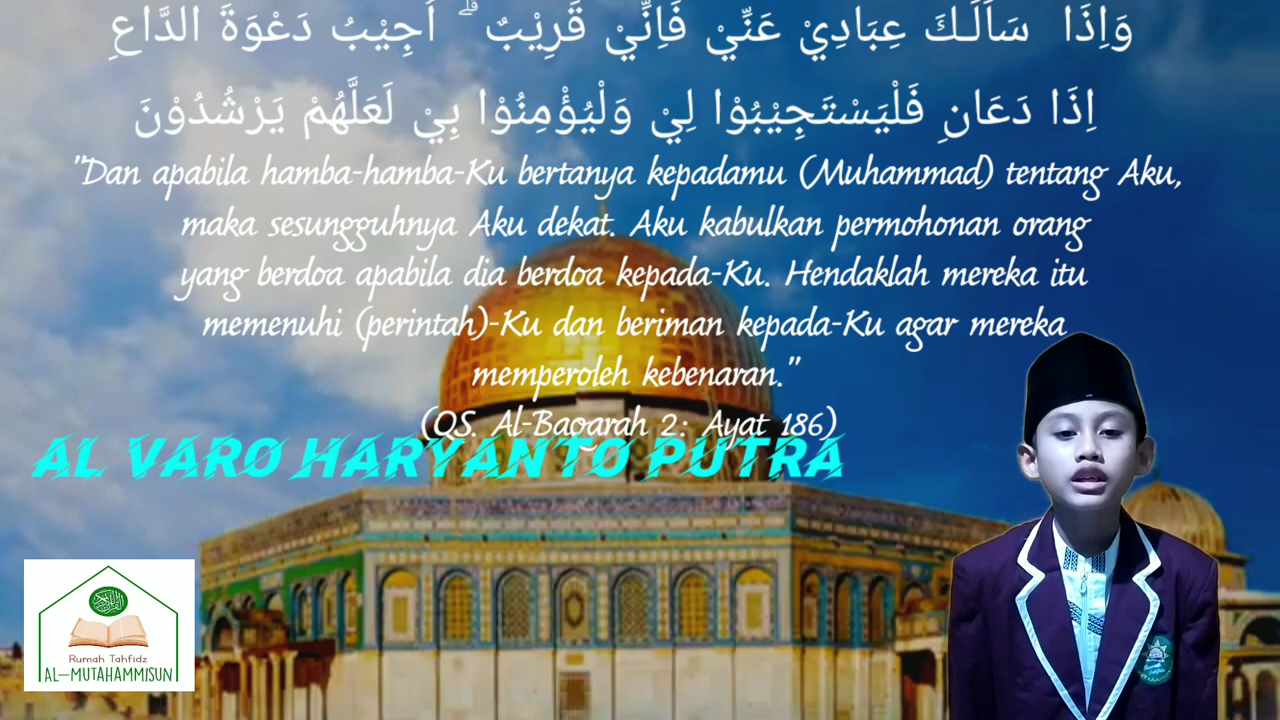 وَاِذَا سَاَلَـكَ عِبَادِيْ عَنِّيْ فَاِنِّيْ قَرِيْبٌ ۗ اُجِيْبُ دَعْوَةَ الدَّاعِ
اِذَا دَعَانِ فَلْيَسْتَجِيْبُوْا لِيْ وَلْيُؤْمِنُوْا بِيْ لَعَلَّهُمْ يَرْشُدُوْنَ
"Dan apabila hamba-hamba-Ku bertanya kepadamu (Muhammad) tentang Aku,
maka sesungguhnya Aku dekat. Aku kabulkan permohonan orang
yang berdoa apabila dia berdoa kepada-Ku. Hendaklah mereka itu
memenuhi (perintah)-Ku dan beriman kepada-Ku agar mereka
memperoleh kebenaran."
(QS. Al-Baqarah 2: Ayat 186)
AL VARO HARYANTO PUTRA
Rumah Tahfidz
AL-MUTAHAMMISUN